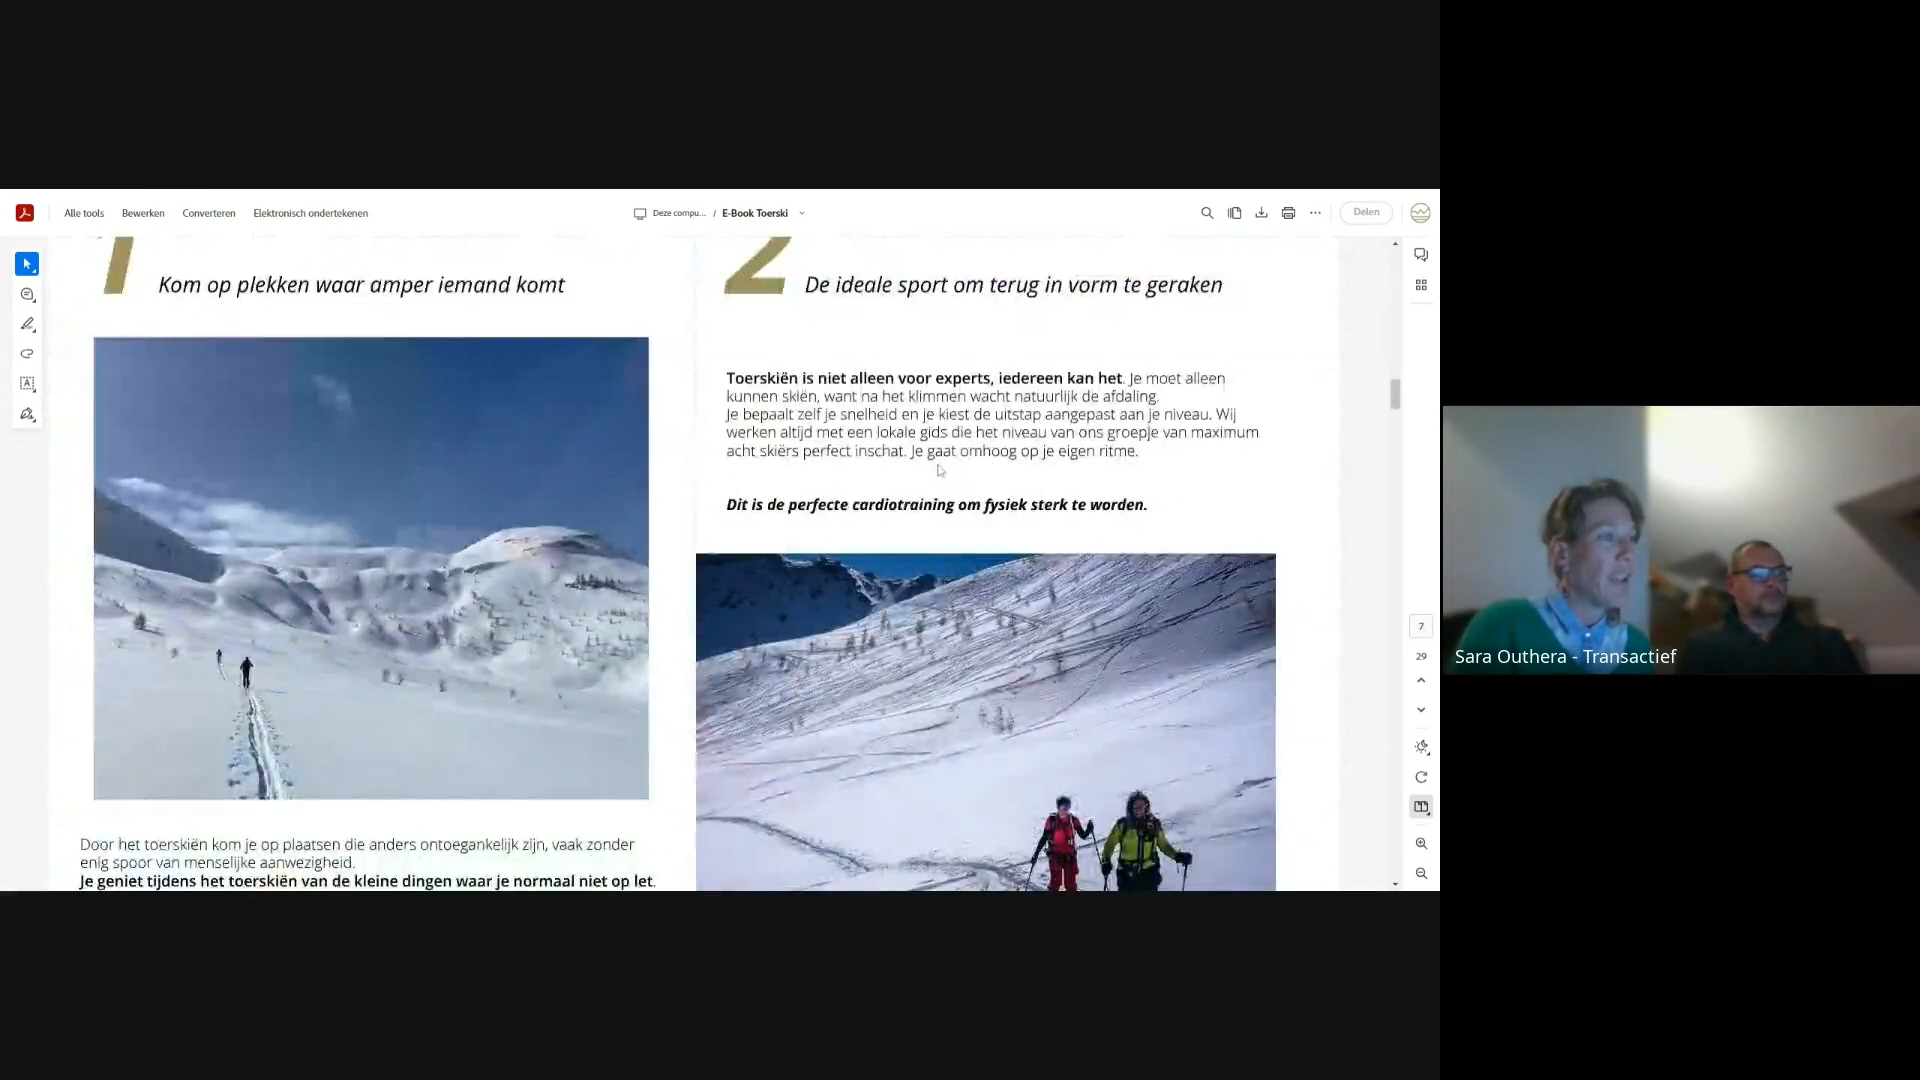 Alle tools Bewerken Converteren Elektronisch ondertekenen
Deze compu... / E-Book Toerski
Delen
1 Kom op plekken waar amper iemand komt
Door het toerskiën kom je op plaatsen die anders ontoegankelijk zijn, vaak zonder
enig spoor van menselijke aanwezigheid.
Je geniet tijdens het toerskiën van de kleine dingen waar je normaal niet op let.
2 De ideale sport om terug in vorm te geraken
Toerskiën is niet alleen voor experts, iedereen kan het. Je moet alleen
kunnen skiën, want na het klimmen wacht natuurlijk de afdaling.
Je bepaalt zelf je snelheid en je kiest de uitstap aangepast aan je niveau. Wij
werken altijd met een lokale gids die het niveau van ons groepje van maximum
acht skiërs perfect inschat. Je gaat omhoog op je eigen ritme.
Dit is de perfecte cardiotraining om fysiek sterk te worden.
7
29
Sara Outhera - Transactief